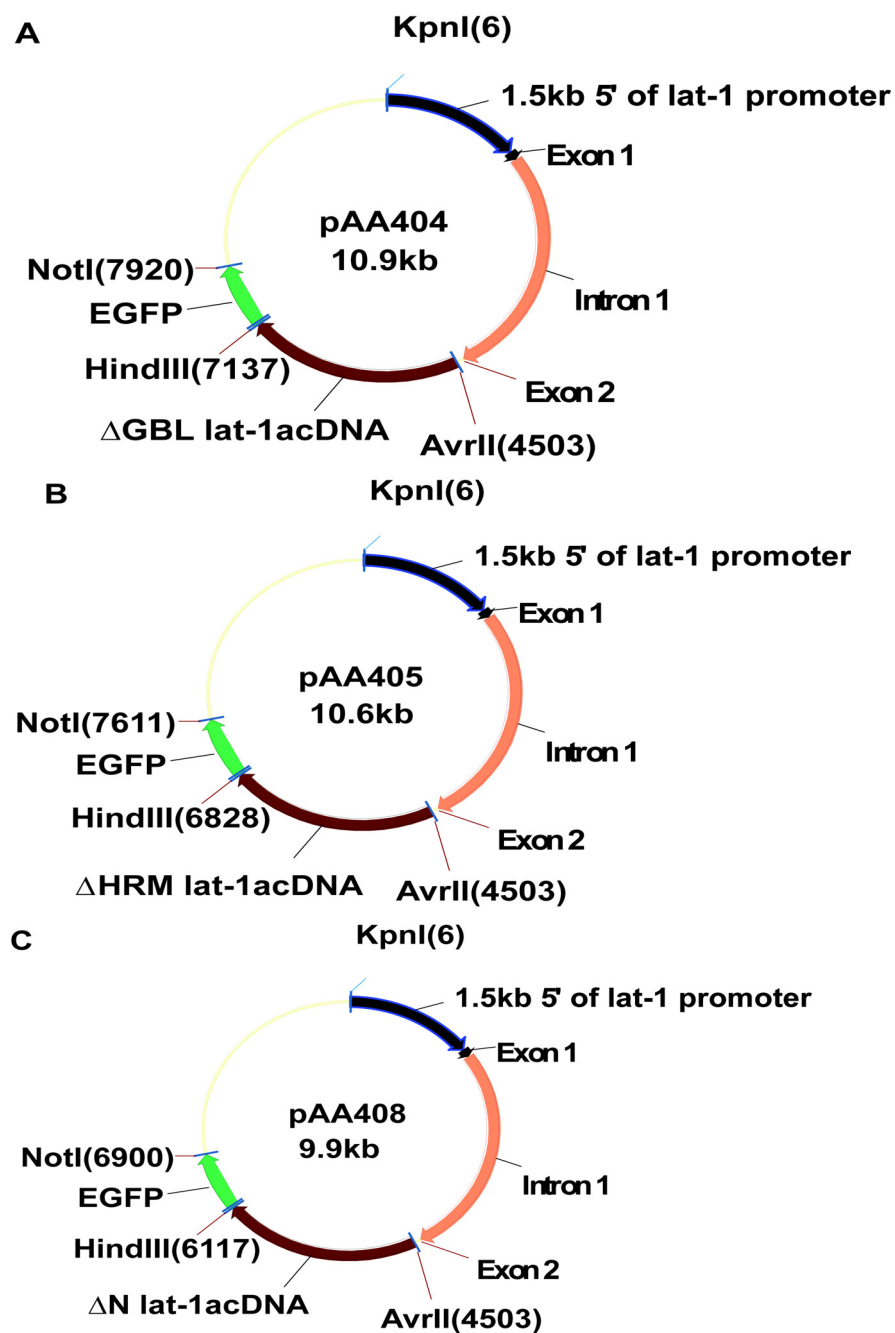 A
KpnI(6)
1.5kb 5' of lat-1 promoter
Exon 1
pAA404
10.9kb
NotI(7920)
Intron 1
EGFP
HindIII(7137)
Exon 2
∆GBL lat-1acDNA
AvrII(4503)
B
KpnI(6)
1.5kb 5' of lat-1 promoter
Exon 1
pAA405
10.6kb
NotI(7611)
Intron 1
EGFP
HindIII(6828)
Exon 2
∆HRM lat-1acDNA
AvrII(4503)
C
KpnI(6)
1.5kb 5' of lat-1 promoter
Exon 1
pAA408
9.9kb
NotI(6900)
Intron 1
EGFP
HindIII(6117)
Exon 2
∆N lat-1acDNA
AvrII(4503)